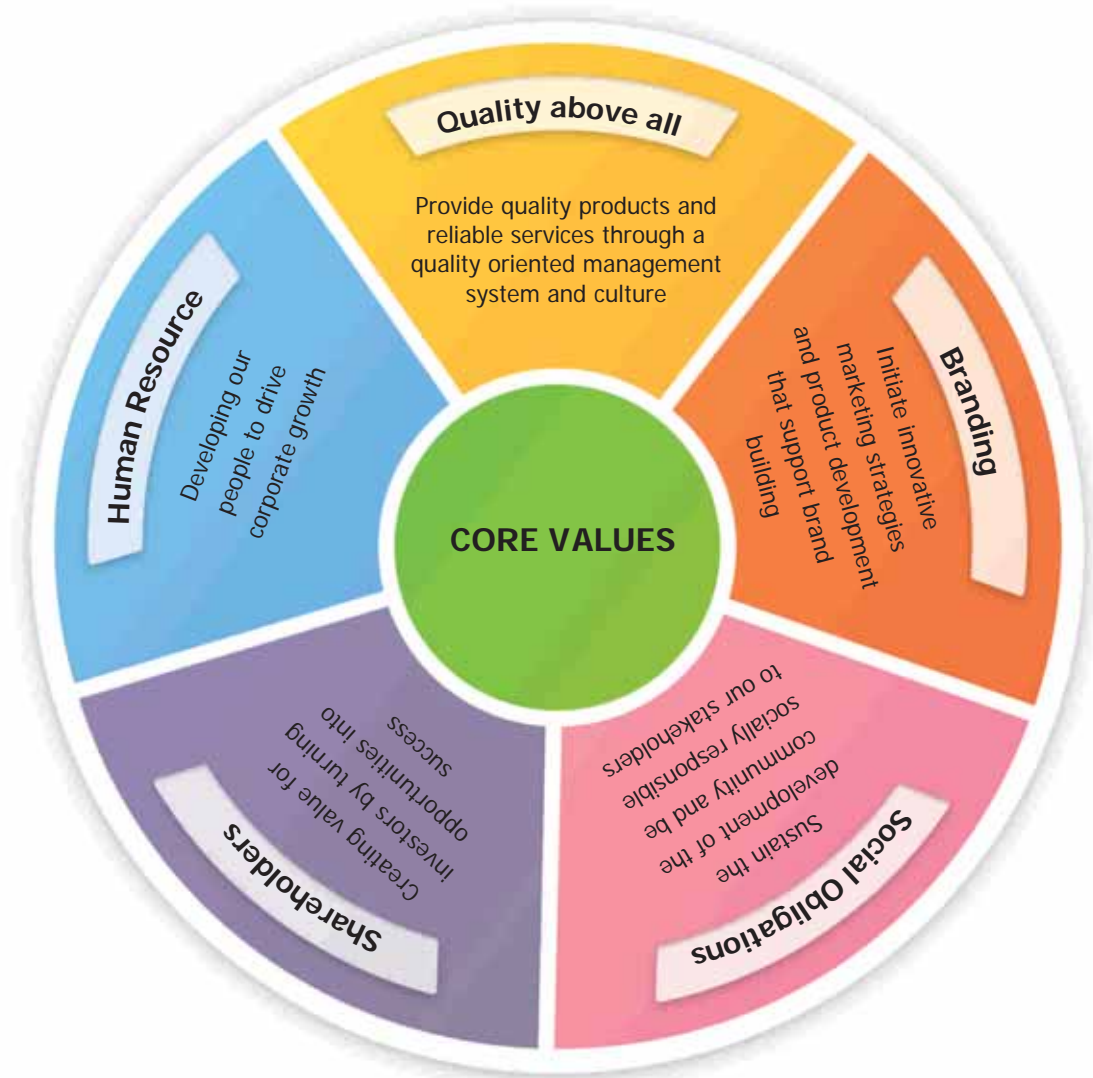 Quality above all
Provide quality products and
reliable services through a
quality oriented management
system and culture
Branding
Initiate innovative
marketing strategies
and product development
that support brand
building
Social Obligations
Sustain the
development of the
community and be
socially responsible
to our stakeholders
Shareholders
Creating value for
investors by turning
opportunities into
success
Human Resource
Developing our
people to drive
corporate growth
CORE VALUES